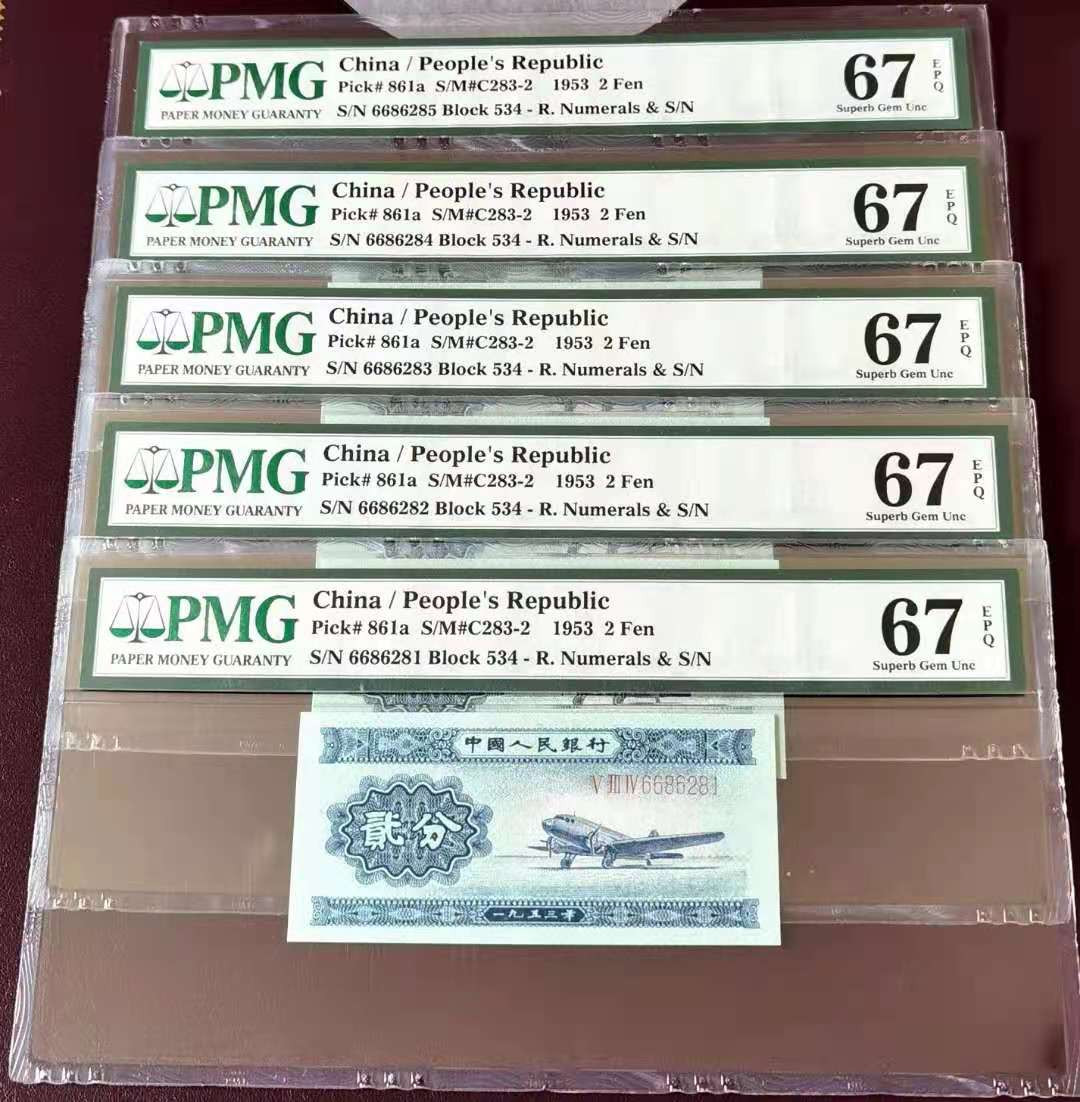 PMG
PAPER MONEY GUARANTY
China / People's Republic
Pick# 861a S/M#C283-2 1953 2 Fen
S/N 6686285 Block 534 - R. Numerals & S/N
67
EPQ
Superb Gem Unc
PMG
PAPER MONEY GUARANTY
China / People's Republic
Pick# 861a S/M#C283-2 1953 2 Fen
S/N 6686284 Block 534 - R. Numerals & S/N
67
EPQ
Superb Gem Unc
PMG
PAPER MONEY GUARANTY
China / People's Republic
Pick# 861a S/M#C283-2 1953 2 Fen
S/N 6686283 Block 534 - R. Numerals & S/N
67
EPQ
Superb Gem Unc
PMG
PAPER MONEY GUARANTY
China / People's Republic
Pick# 861a S/M#C283-2 1953 2 Fen
S/N 6686282 Block 534 - R. Numerals & S/N
67
EPQ
Superb Gem Unc
PMG
PAPER MONEY GUARANTY
China / People's Republic
Pick# 861a S/M#C283-2 1953 2 Fen
S/N 6686281 Block 534 - R. Numerals & S/N
67
EPQ
Superb Gem Unc
中國人民銀行
V III IV 6686281
貳分
一九五三年